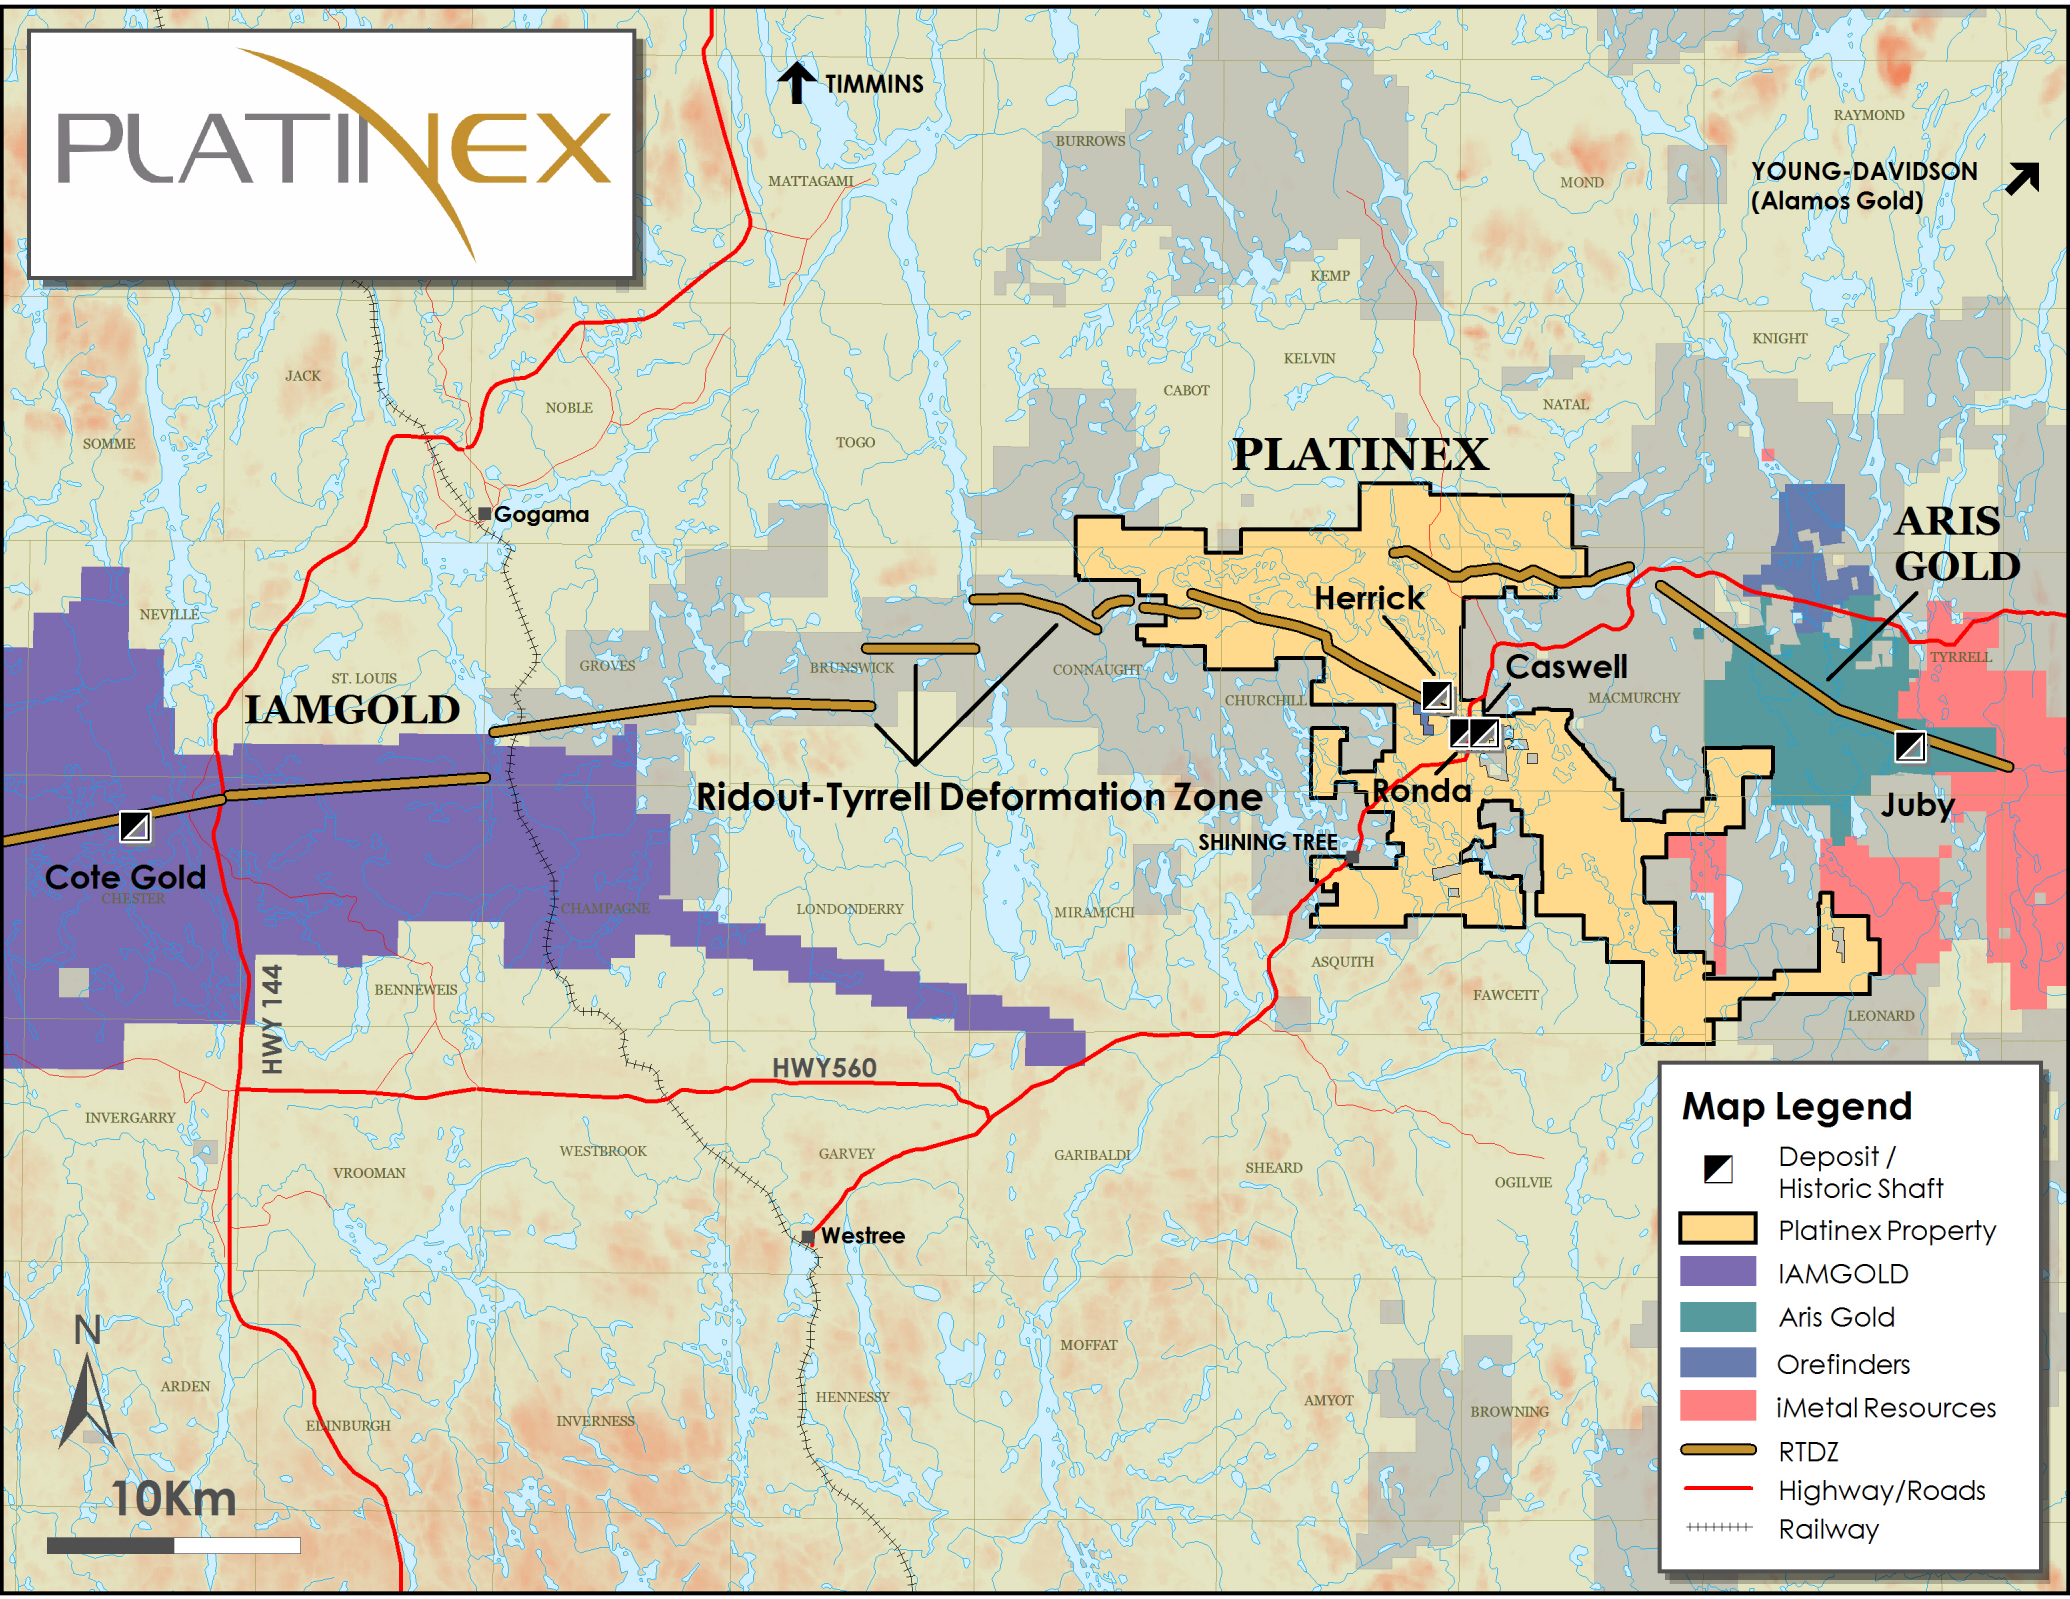 PLATINEX
TIMMINS
RAYMOND
BURROWS
YOUNG-DAVIDSON
(Alamos Gold)
MATTAGAMI
MOND
KEMP
KNIGHT
KELVIN
JACK
CABOT
NOBLE
NATAL
SOMME
TOGO
PLATINEX
Gogama
ARIS
GOLD
Herrick
NEVILLE
GROVES
BRUNSWICK
CONNAUGHT
Caswell
TYRRELL
ST. LOUIS
CHURCHILL
MACMURCHY
IAMGOLD
Ridout-Tyrrell Deformation Zone
Ronda
Juby
SHINING TREE
Cote Gold
CHESTER
CHAMPAGNE
LONDONDERRY
MIRAMICHI
ASQUITH
HWY 144
BENNEWEIS
FAWCETT
LEONARD
HWY560
INVERGARRY
WESTBROOK
GARVEY
GARIBALDI
SHEARD
VROOMAN
OGILVIE
Westree
MOFFAT
ARDEN
HENNESSY
AMYOT
BROWNING
EDINBURGH
INVERNESS
N
10Km
Map Legend
Deposit /
Historic Shaft
Platinex Property
IAMGOLD
Aris Gold
Orefinders
iMetal Resources
RTDZ
Highway/Roads
Railway